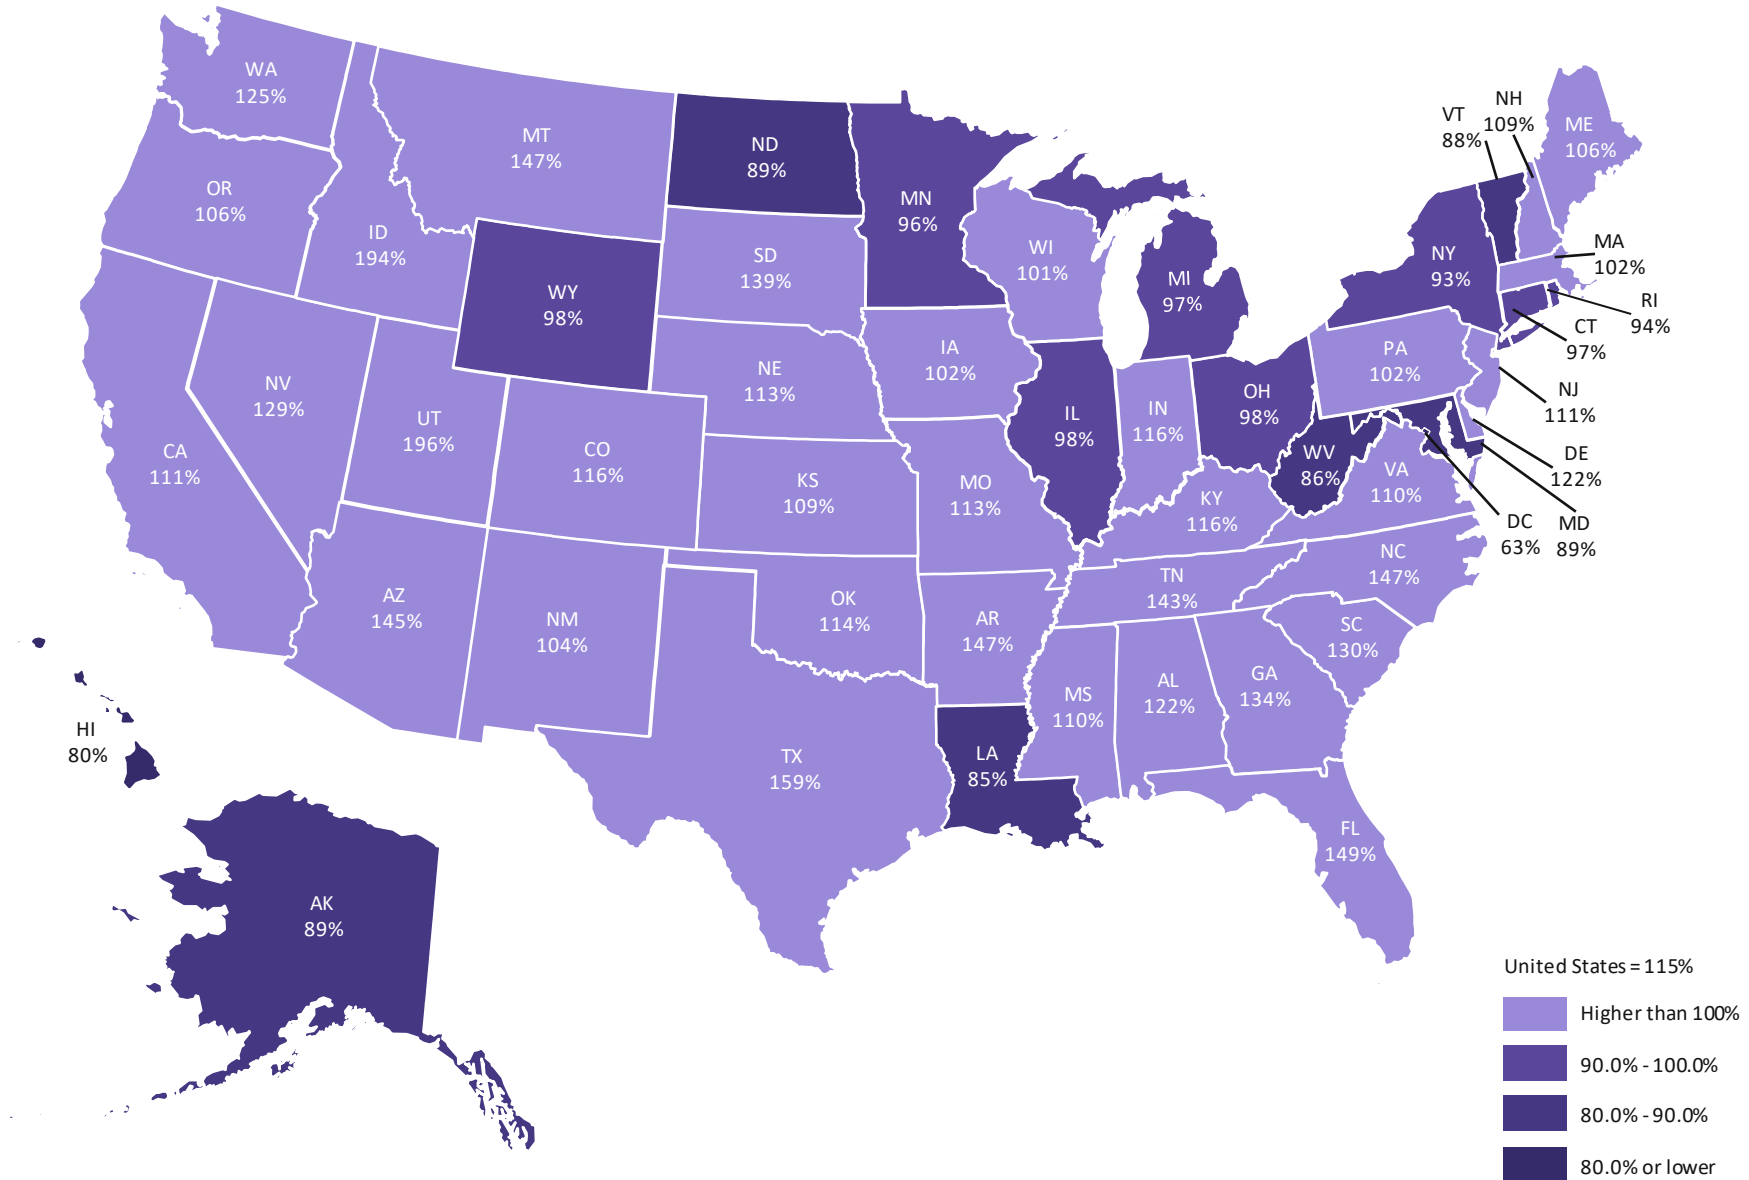 WA
125%
MT
147%
ND
89%
VT
88%
NH
109%
ME
106%
OR
106%
ID
194%
MN
96%
WI
101%
SD
139%
WY
98%
MI
97%
NY
93%
MA
102%
RI
94%
CT
97%
NV
129%
UT
196%
NE
113%
IA
102%
PA
102%
NJ
111%
CA
111%
CO
116%
KS
109%
MO
113%
IL
98%
IN
116%
OH
98%
WV
86%
VA
110%
DE
122%
DC
63%
MD
89%
KY
116%
NC
147%
TN
143%
AZ
145%
NM
104%
OK
114%
AR
147%
SC
130%
MS
110%
AL
122%
GA
134%
HI
80%
TX
159%
LA
85%
FL
149%
AK
89%
United States = 115%
Higher than 100%
90.0% - 100.0%
80.0% - 90.0%
80.0% or lower